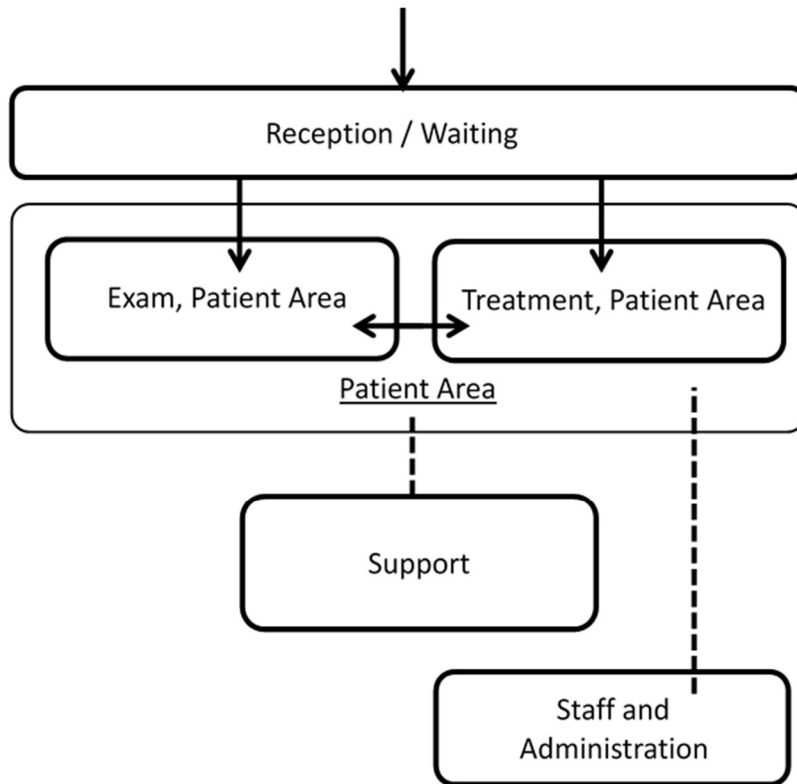 Reception / Waiting
Exam, Patient Area
Treatment, Patient Area
Patient Area
Support
Staff and
Administration